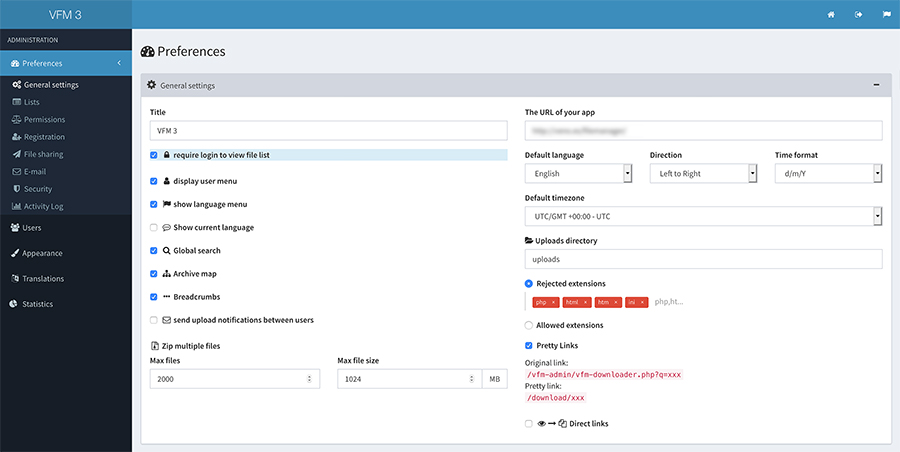 VFM 3
ADMINISTRATION
Preferences
General settings
Lists
Permissions
Registration
File sharing
E-mail
Security
Activity Log
Users
Appearance
Translations
Statistics
Preferences
General settings
Title
VFM 3
require login to view file list
display user menu
show language menu
Show current language
Global search
Archive map
Breadcrumbs
send upload notifications between users
Zip multiple files
Max files
Max file size
2000
1024
MB
The URL of your app
Default language
Direction
Time format
English
Left to Right
d/m/Y
Default timezone
UTC/GMT +00:00 - UTC
Uploads directory
uploads
Rejected extensions
php × html × htm × ini × php,ht...
Allowed extensions
Pretty Links
Original link:
/vfm-admin/vfm-downloader.php?q=xxx
Pretty link:
/download/xxx
Direct links